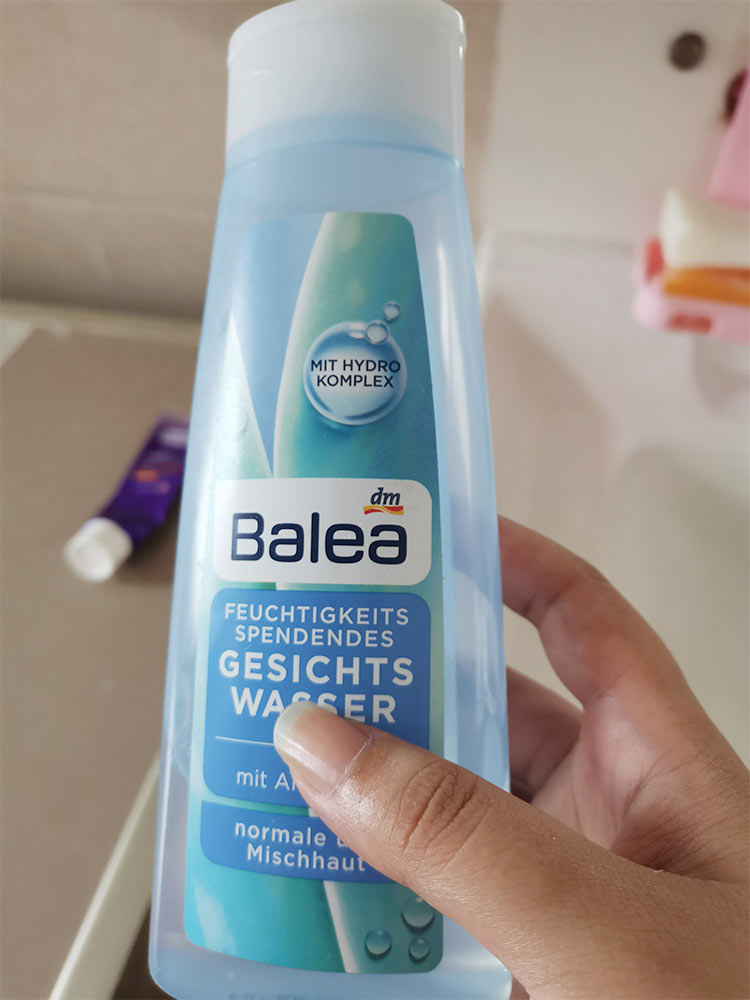 MIT HYDRO
KOMPLEX
dm
Balea
FEUCHTIGKEITS
SPENDENDES
GESICHTS
WASSER
mit
normale
Mischhaut